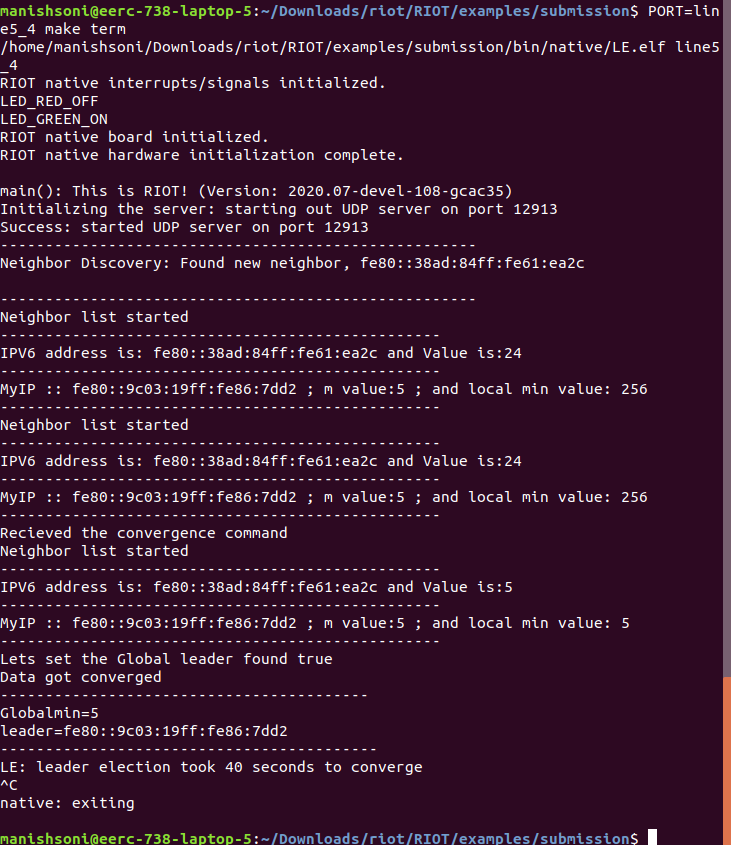 manishsoni@eerc-738-laptop-5:~/Downloads/riot/RIOT/examples/submission$ PORT=lin
e5_4 make term
/home/manishsoni/Downloads/riot/RIOT/examples/submission/bin/native/LE.elf line5
_4
RIOT native interrupts/signals initialized.
LED_RED_OFF
LED_GREEN_ON
RIOT native board initialized.
RIOT native hardware initialization complete.

main(): This is RIOT! (Version: 2020.07-devel-108-gcac35)
Initializing the server: starting out UDP server on port 12913
Success: started UDP server on port 12913
-----------------------------------------------------
Neighbor Discovery: Found new neighbor, fe80::38ad:84ff:fe61:ea2c

-----------------------------------------------------
Neighbor list started
-------------------------------------------------
IPV6 address is: fe80::38ad:84ff:fe61:ea2c and Value is:24
-------------------------------------------------
MyIP :: fe80::9c03:19ff:fe86:7dd2 ; m value:5 ; and local min value: 256
-------------------------------------------------
Neighbor list started
-------------------------------------------------
IPV6 address is: fe80::38ad:84ff:fe61:ea2c and Value is:24
-------------------------------------------------
MyIP :: fe80::9c03:19ff:fe86:7dd2 ; m value:5 ; and local min value: 256
-------------------------------------------------
Recieved the convergence command
Neighbor list started
-------------------------------------------------
IPV6 address is: fe80::38ad:84ff:fe61:ea2c and Value is:5
-------------------------------------------------
MyIP :: fe80::9c03:19ff:fe86:7dd2 ; m value:5 ; and local min value: 5
-------------------------------------------------
Lets set the Global leader found true
Data got converged
-----------------------------------------
Globalmin=5
leader=fe80::9c03:19ff:fe86:7dd2
------------------------------------------
LE: leader election took 40 seconds to converge
^C
native: exiting

manishsoni@eerc-738-laptop-5:~/Downloads/riot/RIOT/examples/submission$